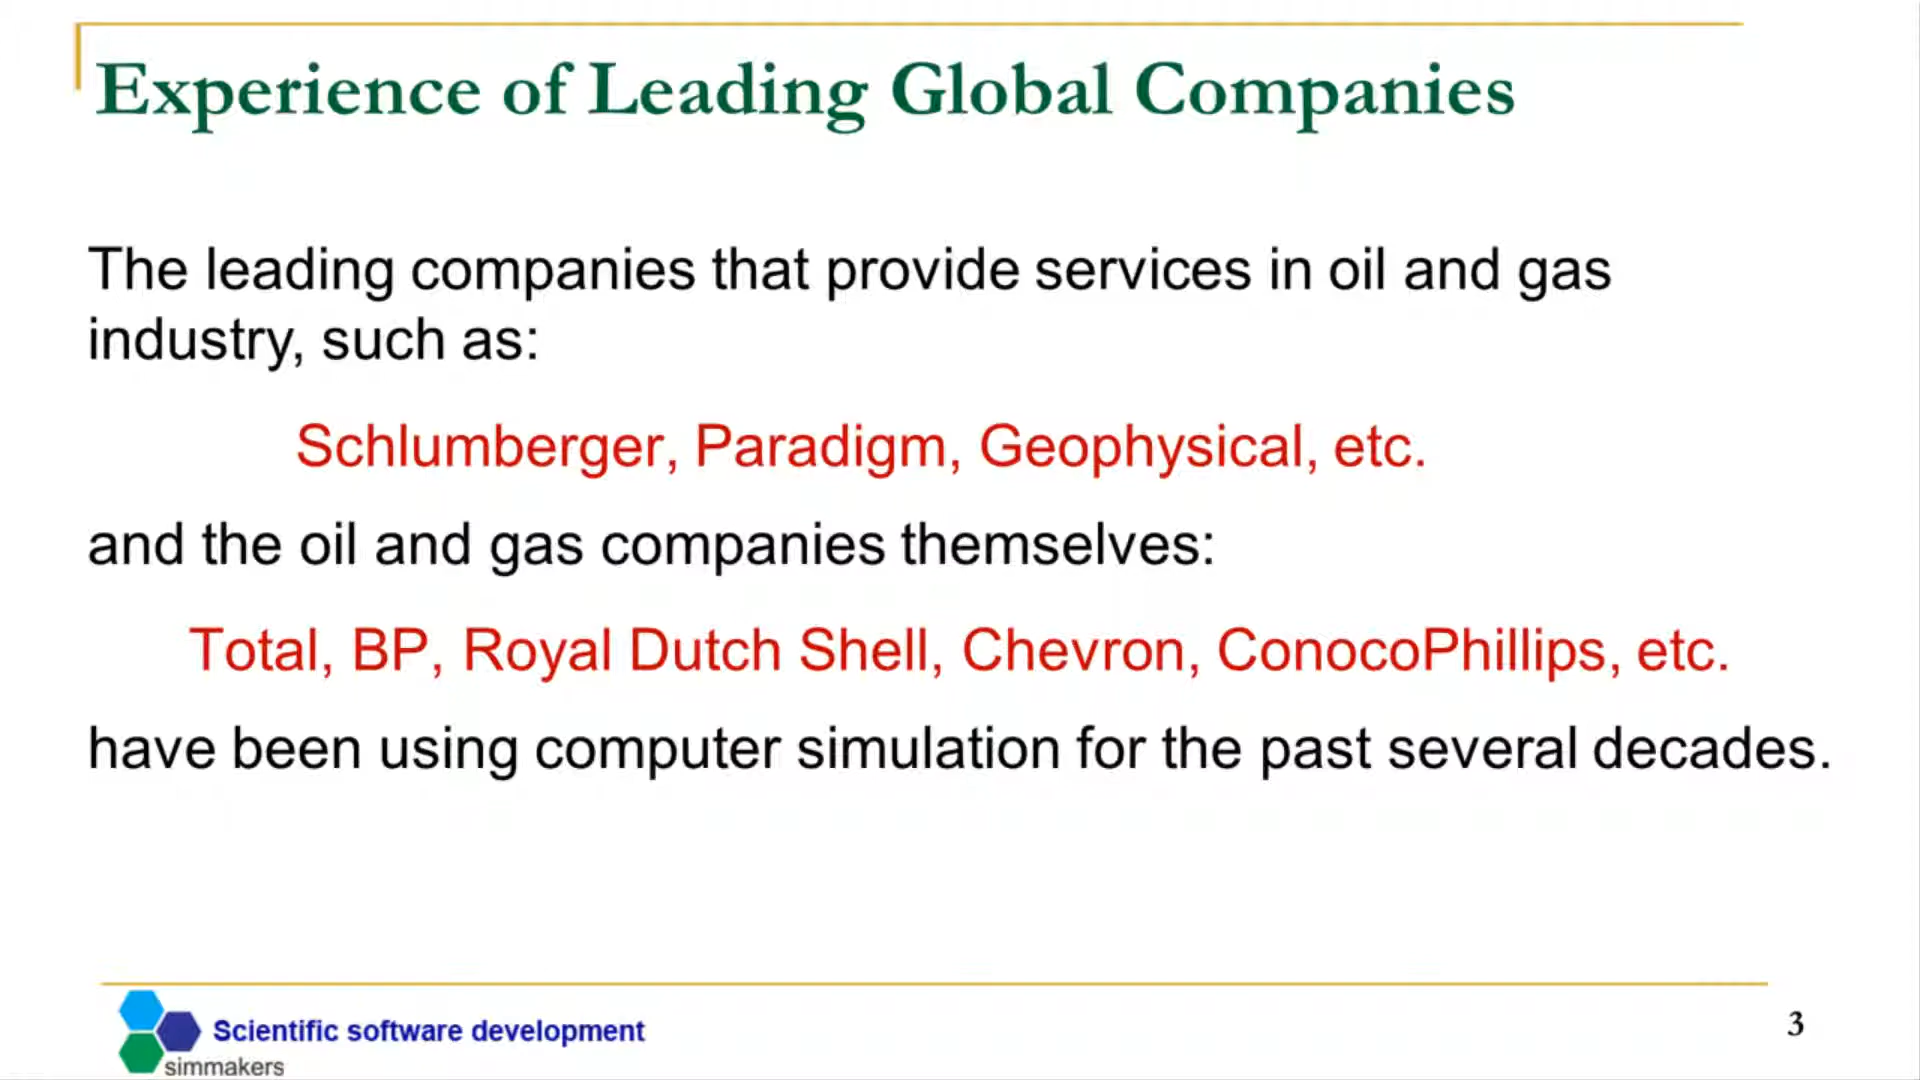 Experience of Leading Global Companies
The leading companies that provide services in oil and gas
industry, such as:
Schlumberger, Paradigm, Geophysical, etc.
and the oil and gas companies themselves:
Total, BP, Royal Dutch Shell, Chevron, ConocoPhillips, etc.
have been using computer simulation for the past several decades.
Scientific software development
simmakers
3